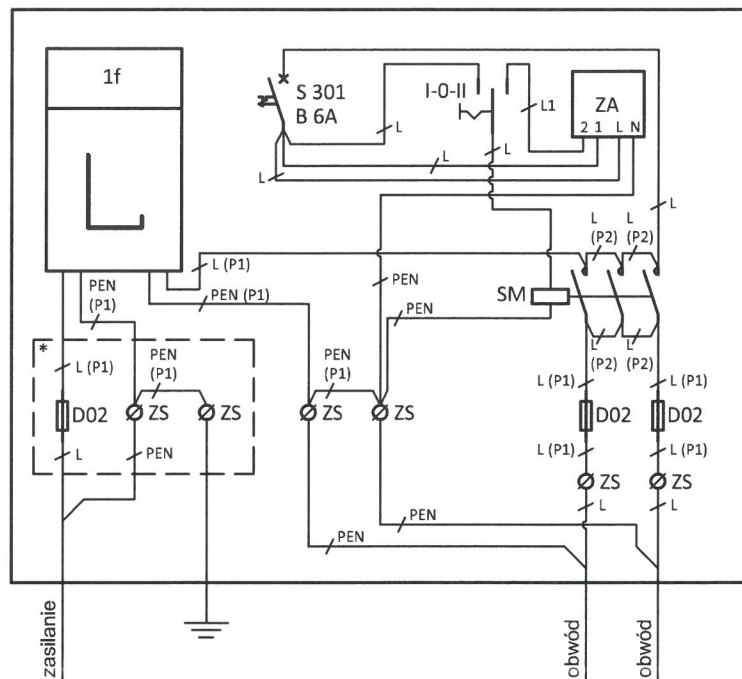 1f
S 301
B 6A
I-0-II
L1
ZA
2 1 L N
L
L
L
L
L
L (P1)
L
(P2)
L
(P2)
PEN
(P1)
PEN (P1)
PEN
SM
PEN
L
(P2)
L
(P2)
*
L (P1)
PEN
(P1)
PEN
(P1)
L (P1)
L (P1)
D02
ZS
ZS
ZS
ZS
D02
D02
L
PEN
L (P1)
L (P1)
ZS
ZS
L
L
PEN
PEN
zasilanie
obwód
obwód